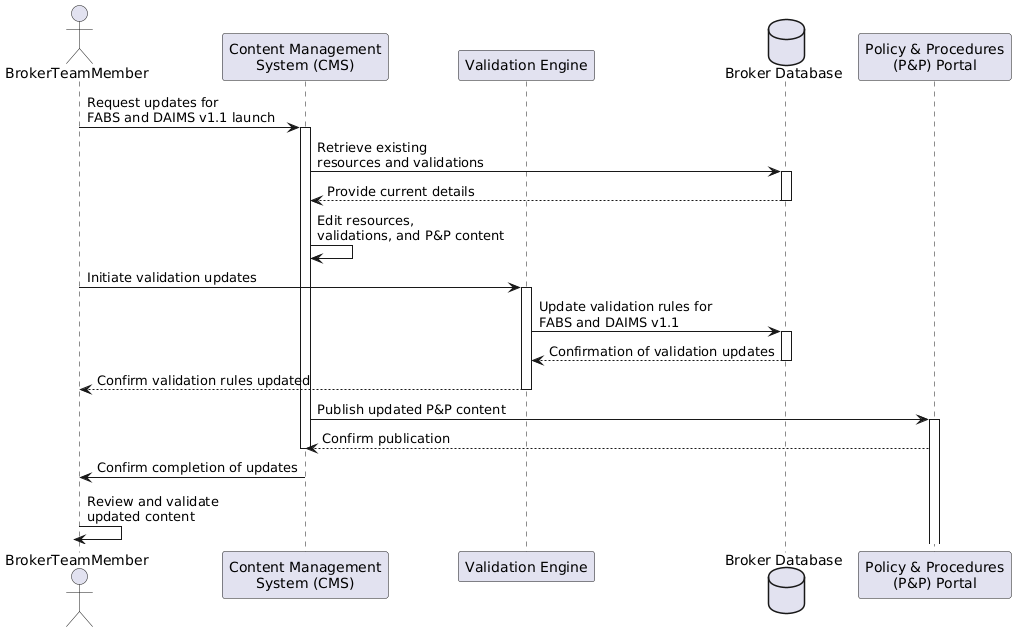 BrokerTeamMember
Content Management
System (CMS)
Validation Engine
Broker Database
Policy & Procedures
(P&P) Portal
Request updates for
FABS and DAIMS v1.1 launch
Retrieve existing
resources and validations
Provide current details
Edit resources,
validations, and P&P content
Initiate validation updates
Update validation rules for
FABS and DAIMS v1.1
Confirmation of validation updates
Confirm validation rules updated
Publish updated P&P content
Confirm publication
Confirm completion of updates
Review and validate
updated content
BrokerTeamMember
Content Management
System (CMS)
Validation Engine
Broker Database
Policy & Procedures
(P&P) Portal